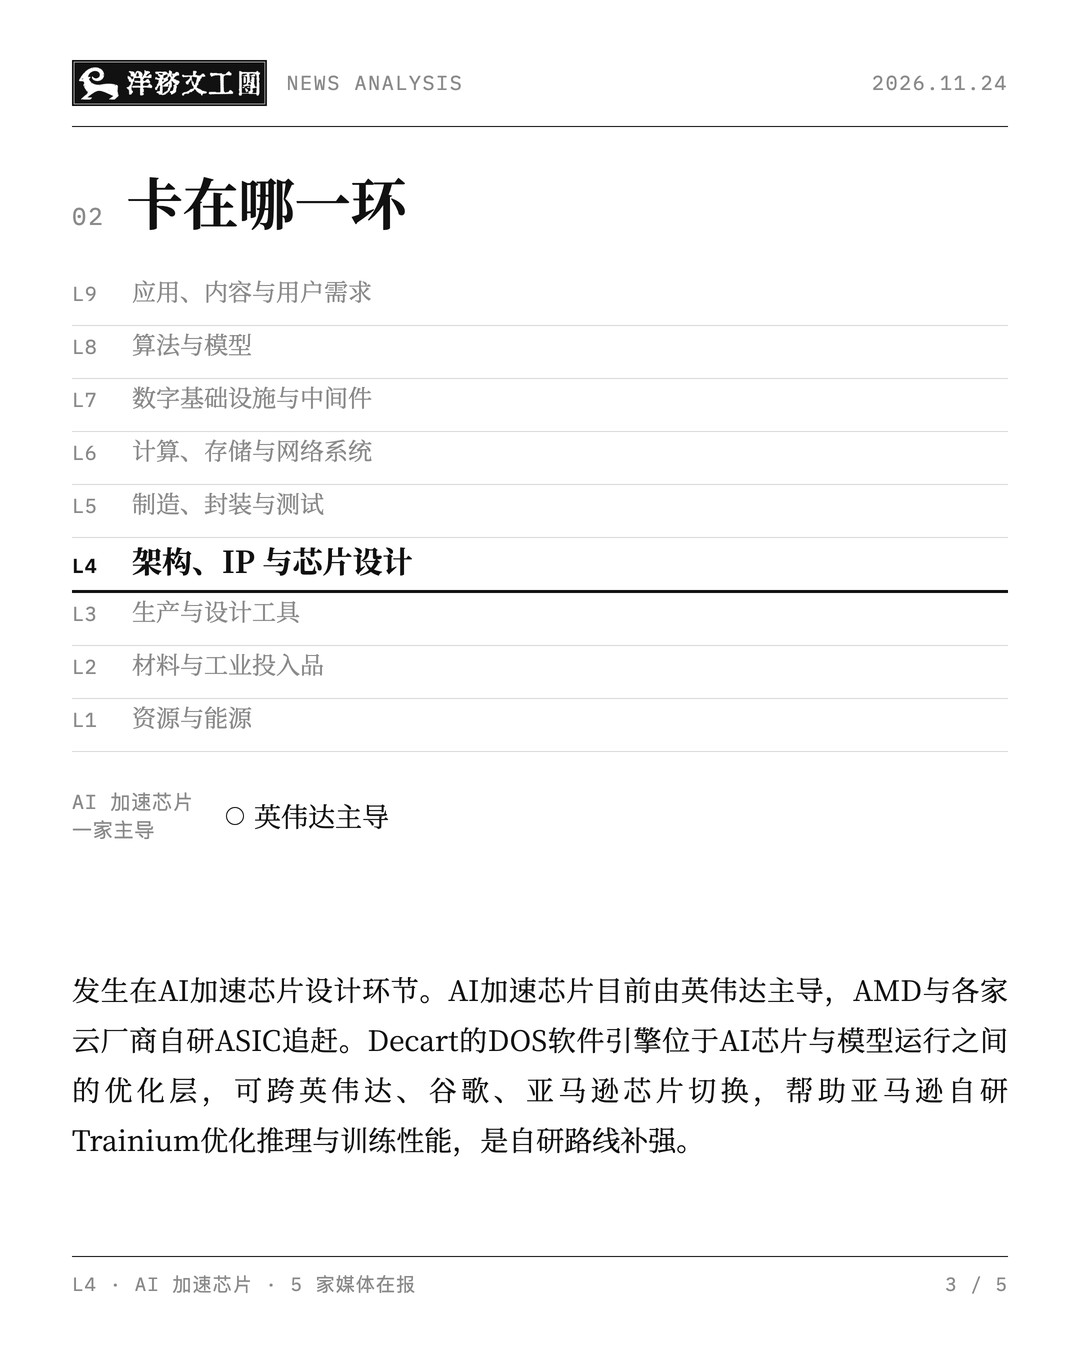 洋務文工團 NEWS ANALYSIS 2026.11.24
02 卡在哪一环
L9 应用、内容与用户需求
L8 算法与模型
L7 数字基础设施与中间件
L6 计算、存储与网络系统
L5 制造、封装与测试
L4 架构、IP 与芯片设计
L3 生产与设计工具
L2 材料与工业投入品
L1 资源与能源
AI 加速芯片
一家主导
○ 英伟达主导
发生在AI加速芯片设计环节。AI加速芯片目前由英伟达主导，AMD与各家
云厂商自研ASIC追赶。Decart的DOS软件引擎位于AI芯片与模型运行之间
的优化层，可跨英伟达、谷歌、亚马逊芯片切换，帮助亚马逊自研
Trainium优化推理与训练性能，是自研路线补强。
L4 · AI 加速芯片 · 5 家媒体在报 3 / 5